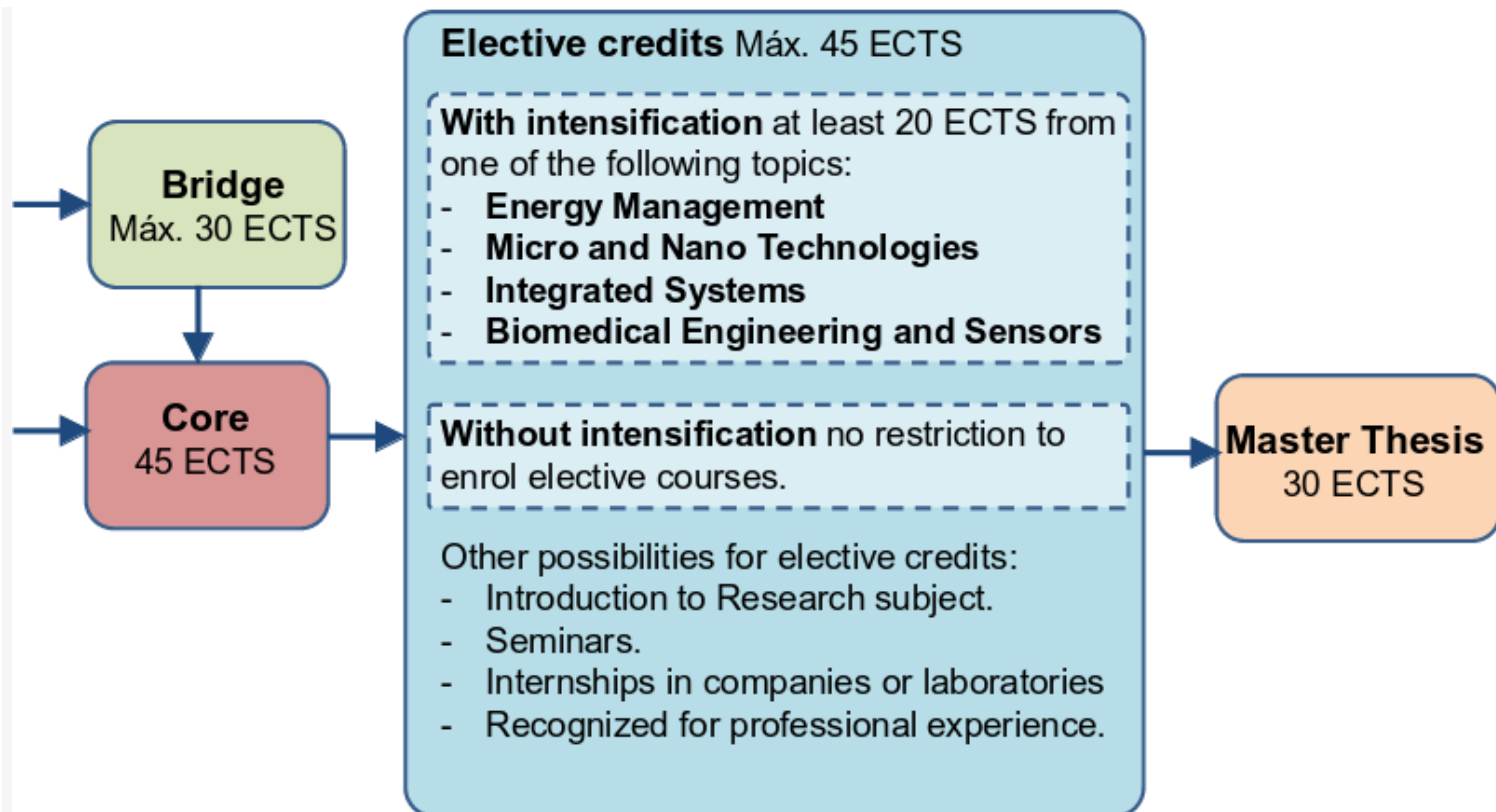 Bridge
Máx. 30 ECTS
Core
45 ECTS
Elective credits Máx. 45 ECTS
With intensification at least 20 ECTS from
one of the following topics:
- Energy Management
- Micro and Nano Technologies
- Integrated Systems
- Biomedical Engineering and Sensors
Without intensification no restriction to
enrol elective courses.
Other possibilities for elective credits:
- Introduction to Research subject.
- Seminars.
- Internships in companies or laboratories
- Recognized for professional experience.
Master Thesis
30 ECTS